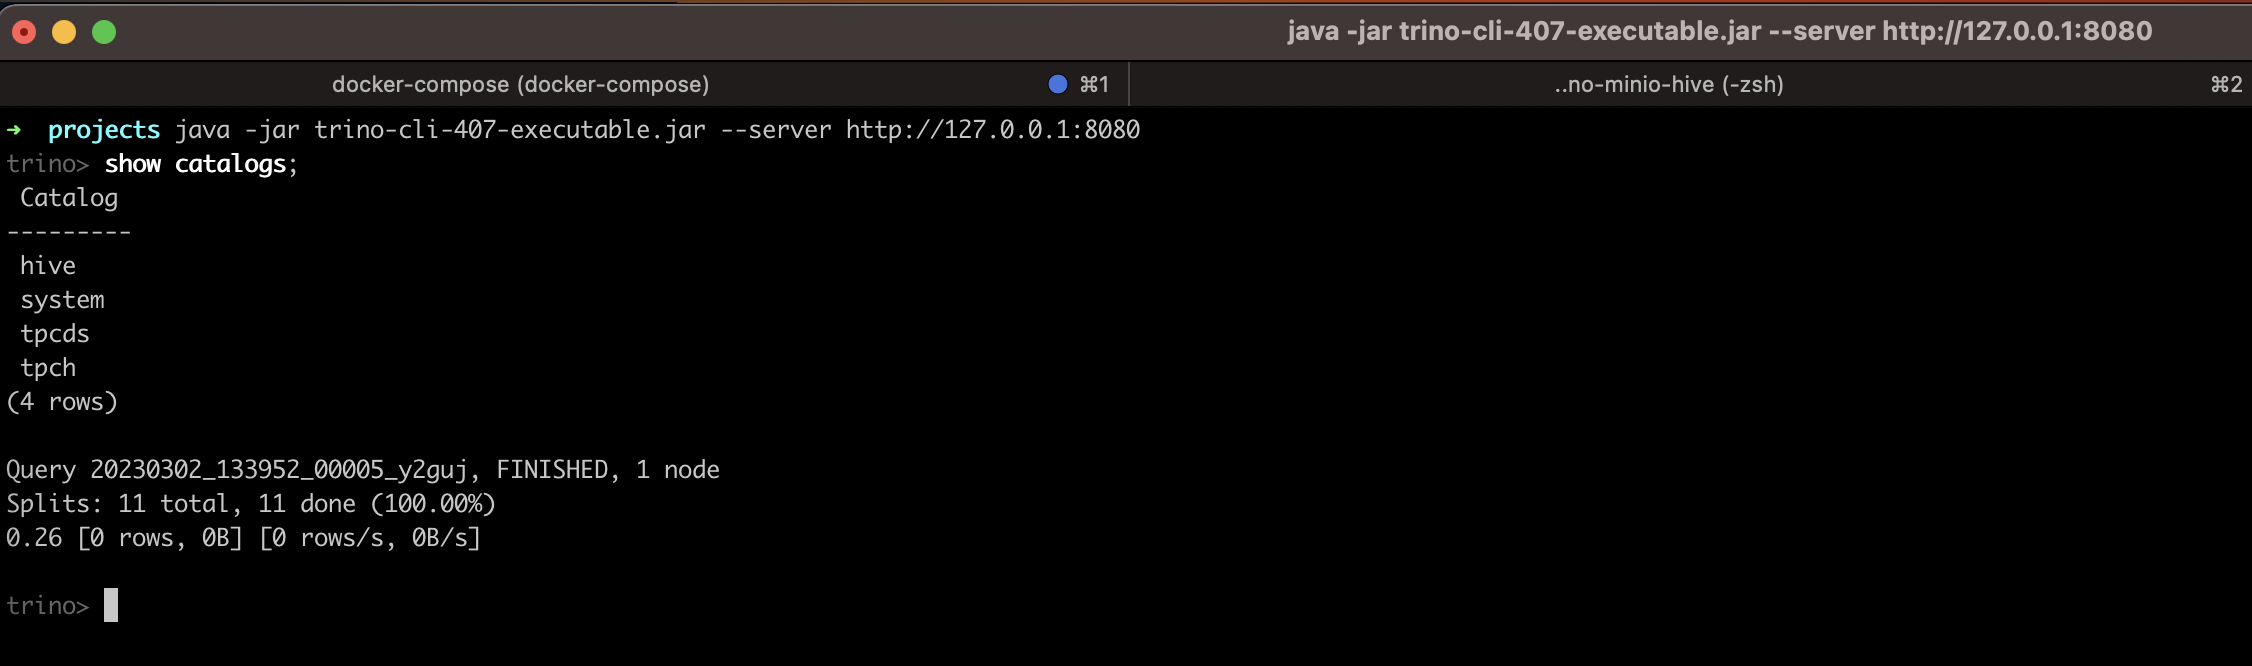 java -jar trino-cli-407-executable.jar --server http://127.0.0.1:8080
docker-compose (docker-compose) ⌘1 ..no-minio-hive (-zsh) ⌘2
➜ projects java -jar trino-cli-407-executable.jar --server http://127.0.0.1:8080
trino> show catalogs;
Catalog
---------
hive
system
tpcds
tpch
(4 rows)
Query 20230302_133952_00005_y2guj, FINISHED, 1 node
Splits: 11 total, 11 done (100.00%)
0.26 [0 rows, 0B] [0 rows/s, 0B/s]
trino>